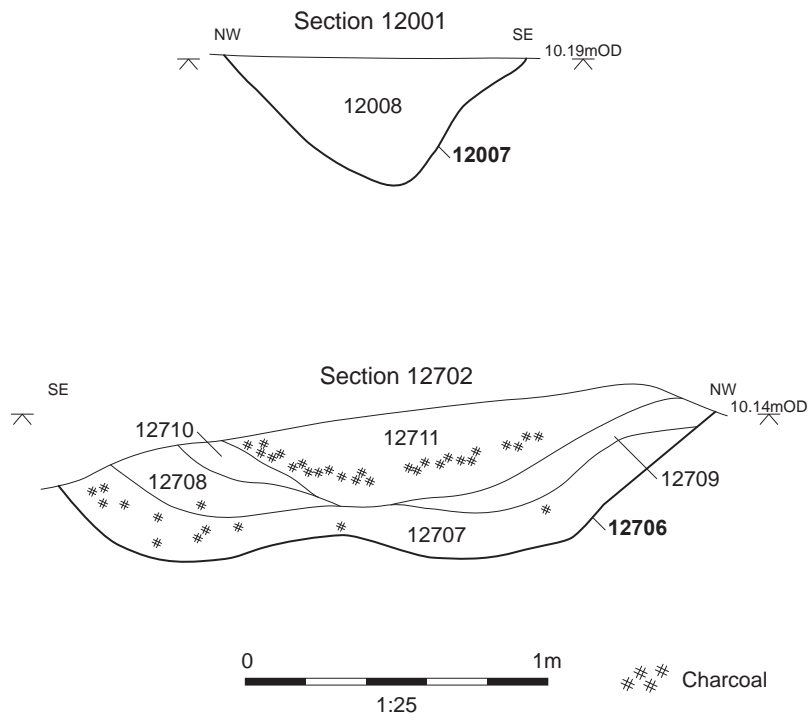 Section 12001
NW
SE
10.19mOD
12008
12007
Section 12702
SE
NW
10.14mOD
12710
12711
12708
12709
12707
12706
0
1m
1:25
Charcoal